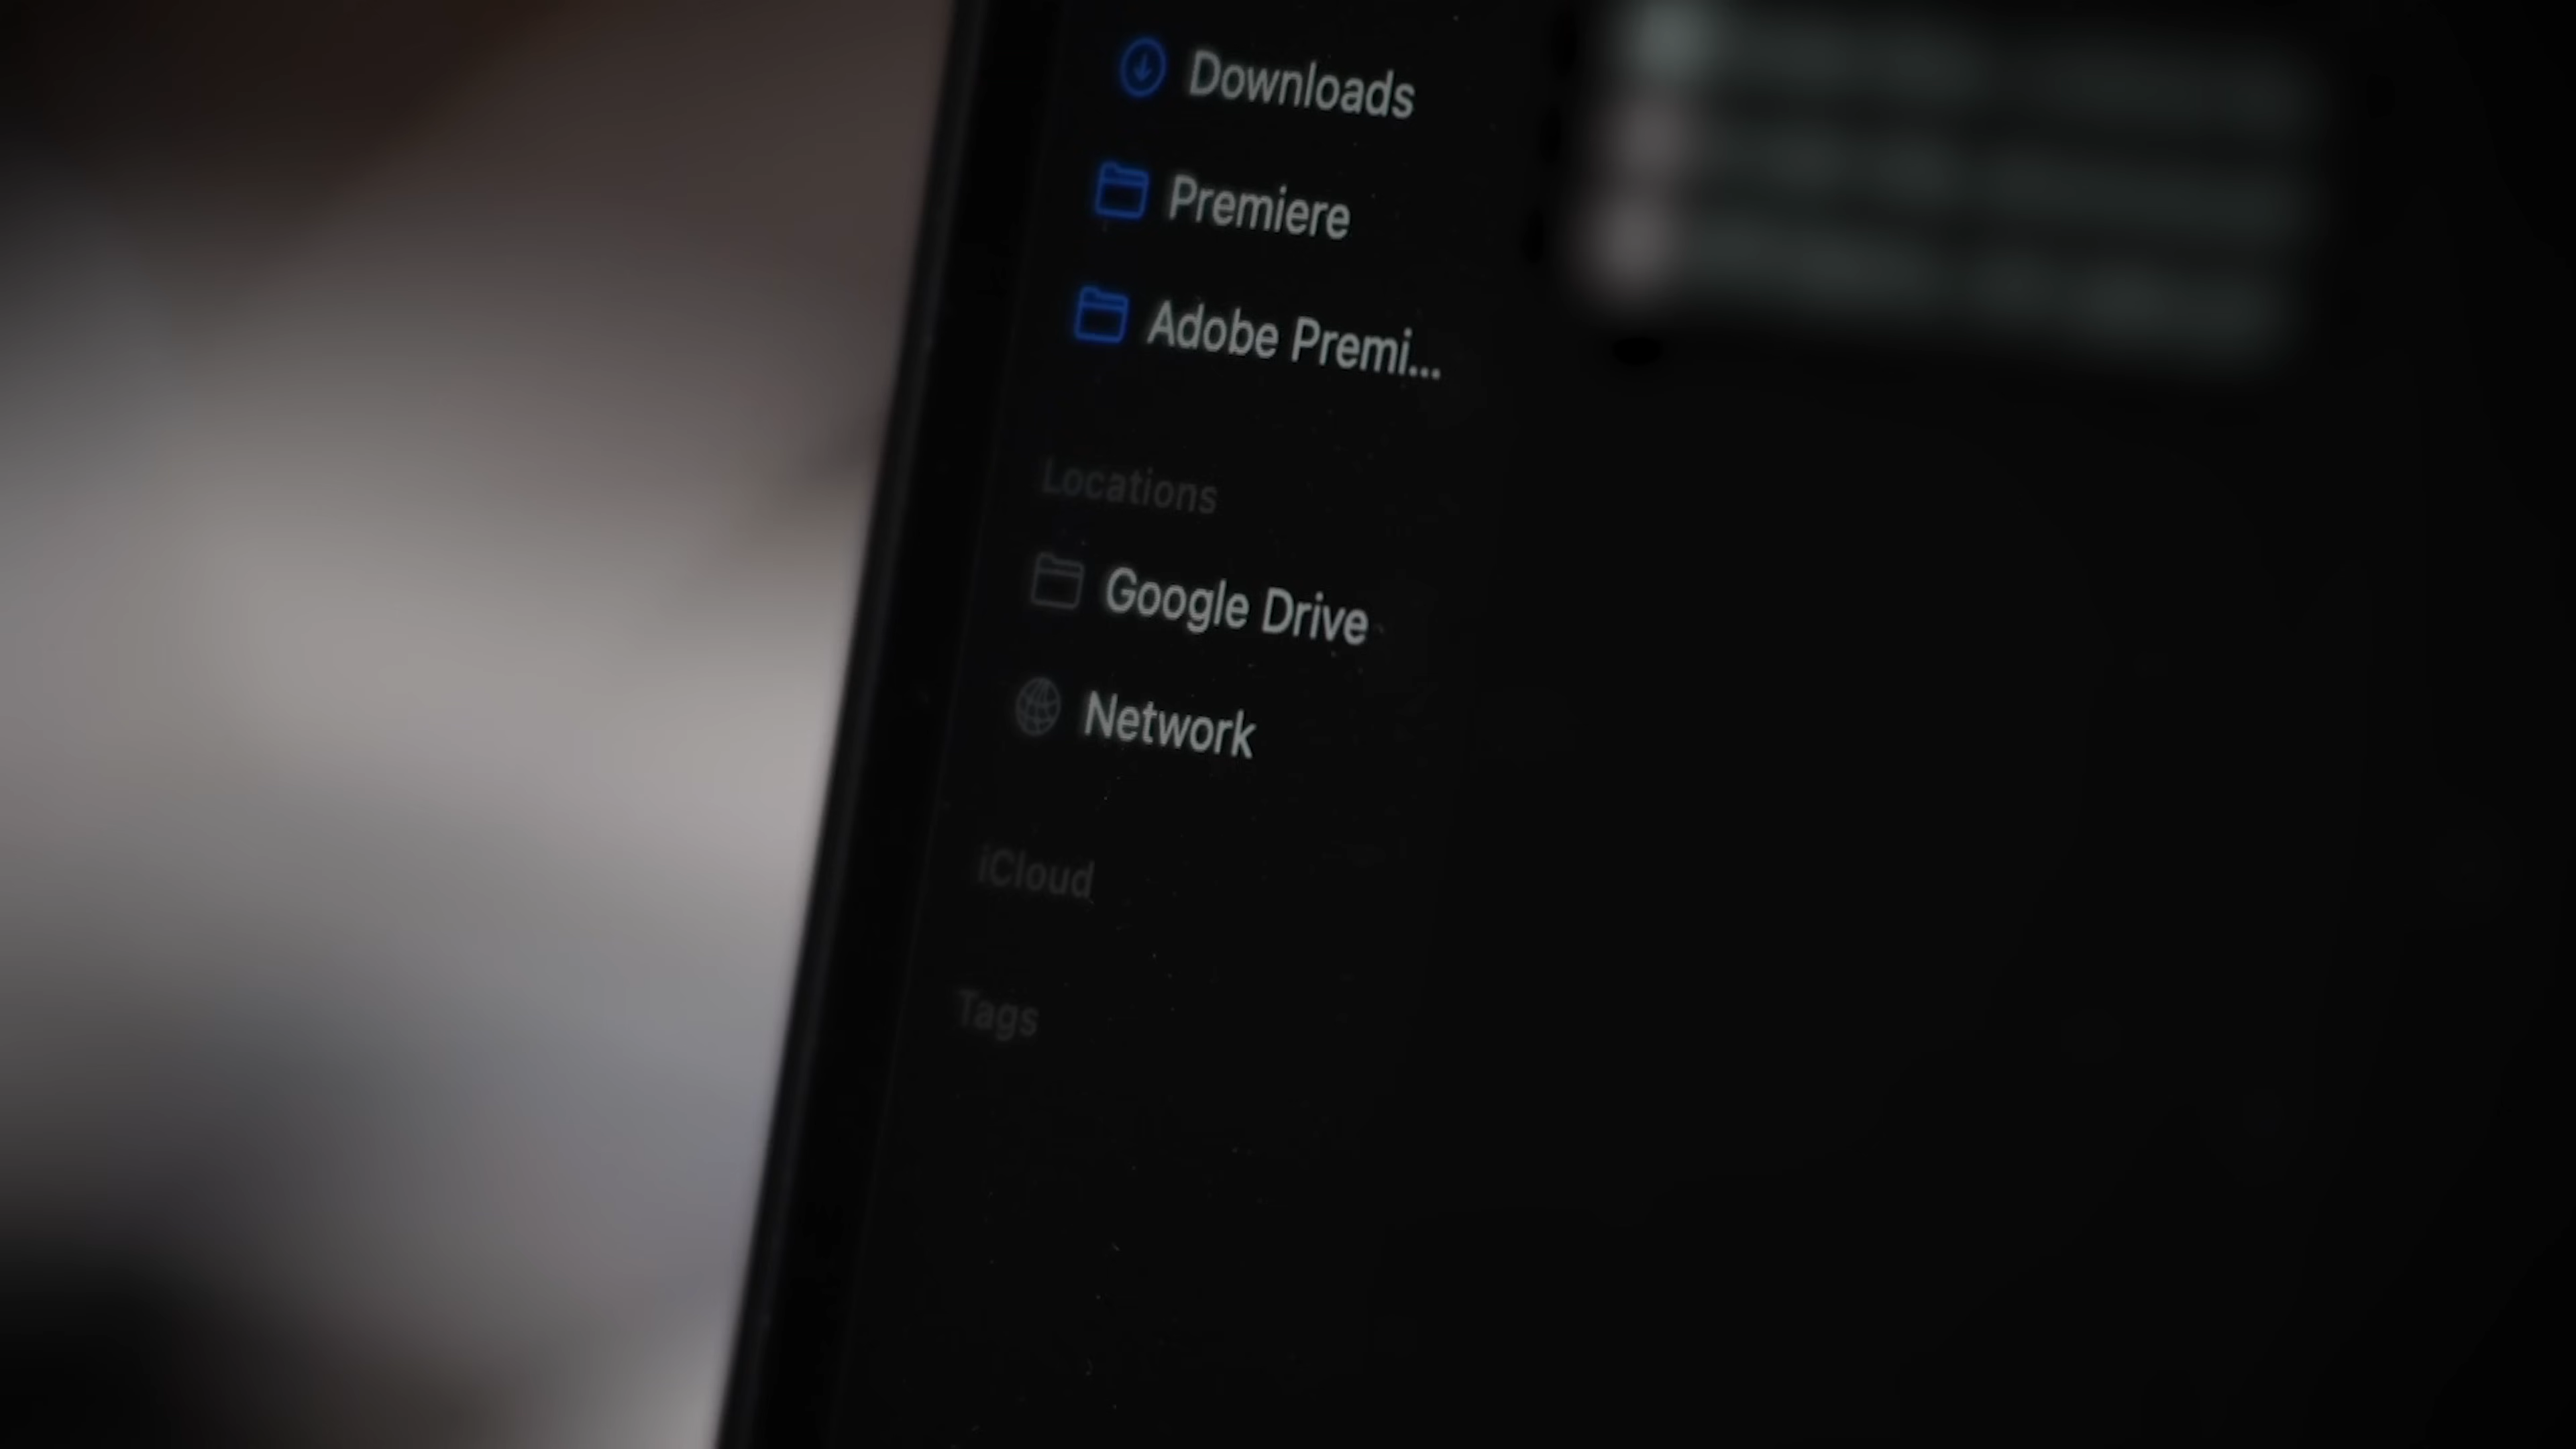 Downloads
Premiere
Adobe Premi...
Locations
Google Drive
Network
iCloud
Tags